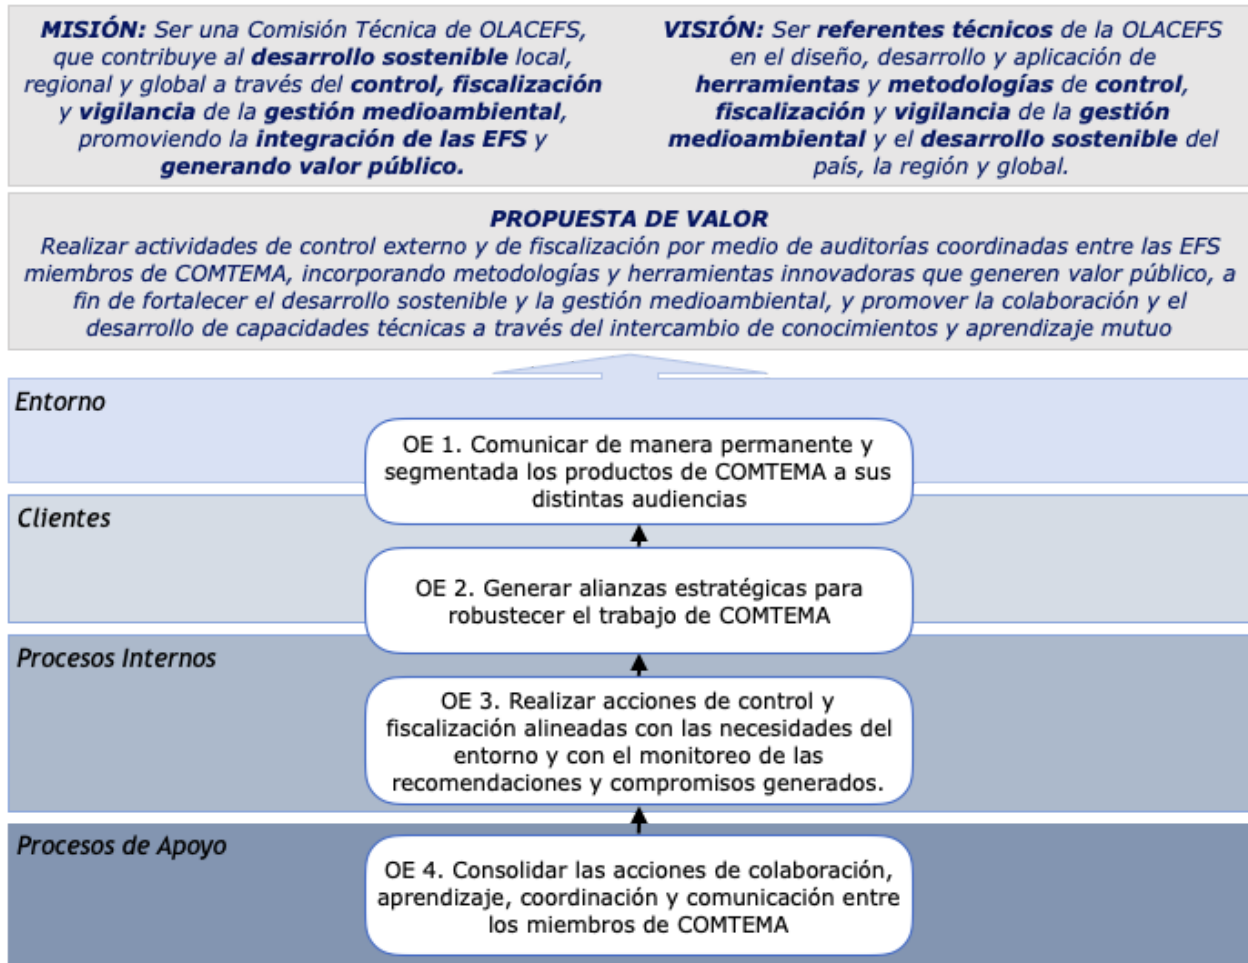 MISIÓN: Ser una Comisión Técnica de OLACEFS,
que contribuye al desarrollo sostenible local,
regional y global a través del control, fiscalización
y vigilancia de la gestión medioambiental,
promoviendo la integración de las EFS y
generando valor público.
VISIÓN: Ser referentes técnicos de la OLACEFS
en el diseño, desarrollo y aplicación de
herramientas y metodologías de control,
fiscalización y vigilancia de la gestión
medioambiental y el desarrollo sostenible del
país, la región y global.
PROPUESTA DE VALOR
Realizar actividades de control externo y de fiscalización por medio de auditorías coordinadas entre las EFS
miembros de COMTEMA, incorporando metodologías y herramientas innovadoras que generen valor público, a
fin de fortalecer el desarrollo sostenible y la gestión medioambiental, y promover la colaboración y el
desarrollo de capacidades técnicas a través del intercambio de conocimientos y aprendizaje mutuo
Entorno
OE 1. Comunicar de manera permanente y
segmentada los productos de COMTEMA a sus
distintas audiencias
Clientes
OE 2. Generar alianzas estratégicas para
robustecer el trabajo de COMTEMA
Procesos Internos
OE 3. Realizar acciones de control y
fiscalización alineadas con las necesidades del
entorno y con el monitoreo de las
recomendaciones y compromisos generados.
Procesos de Apoyo
OE 4. Consolidar las acciones de colaboración,
aprendizaje, coordinación y comunicación entre
los miembros de COMTEMA